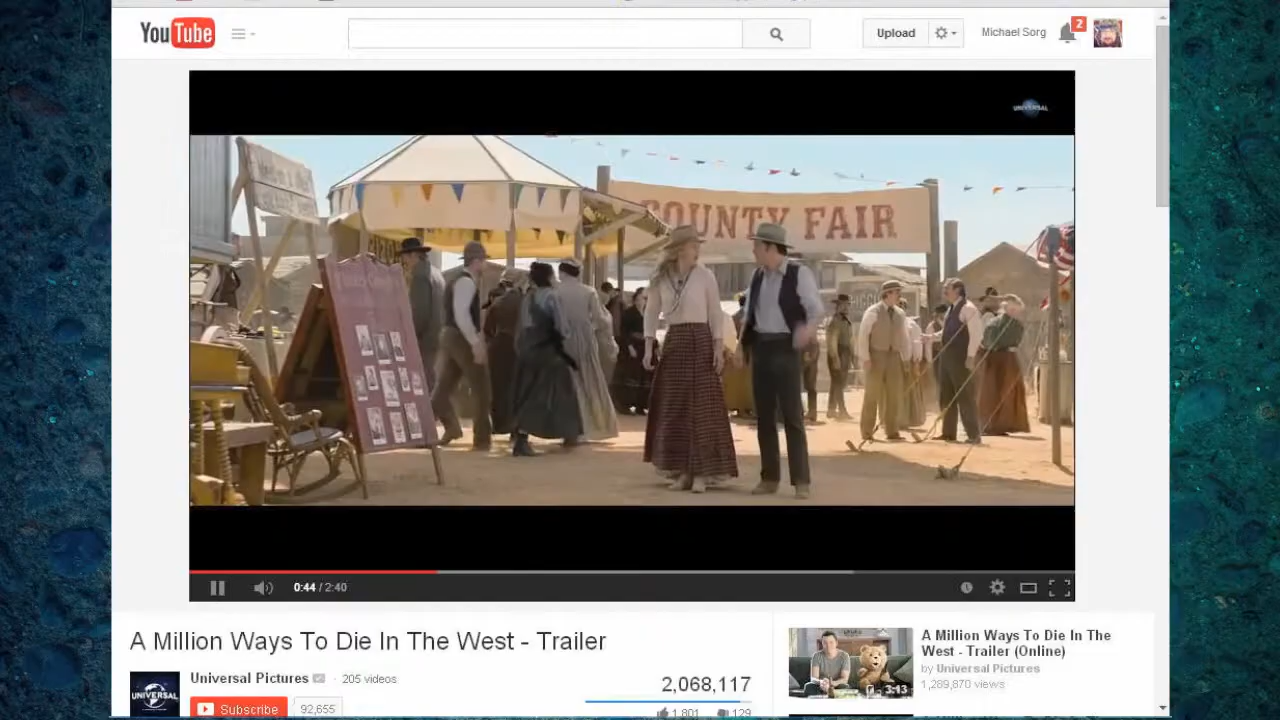 YouTube
Upload
Michael Sorg
2
UNIVERSAL
COUNTY FAIR
0:44 / 2:40
A Million Ways To Die In The West - Trailer
Universal Pictures
205 videos
UNIVERSAL
Subscribe
92,655
2,068,117
1,801
129
3:13
A Million Ways To Die In The
West - Trailer (Online)
by Universal Pictures
1,289,870 views